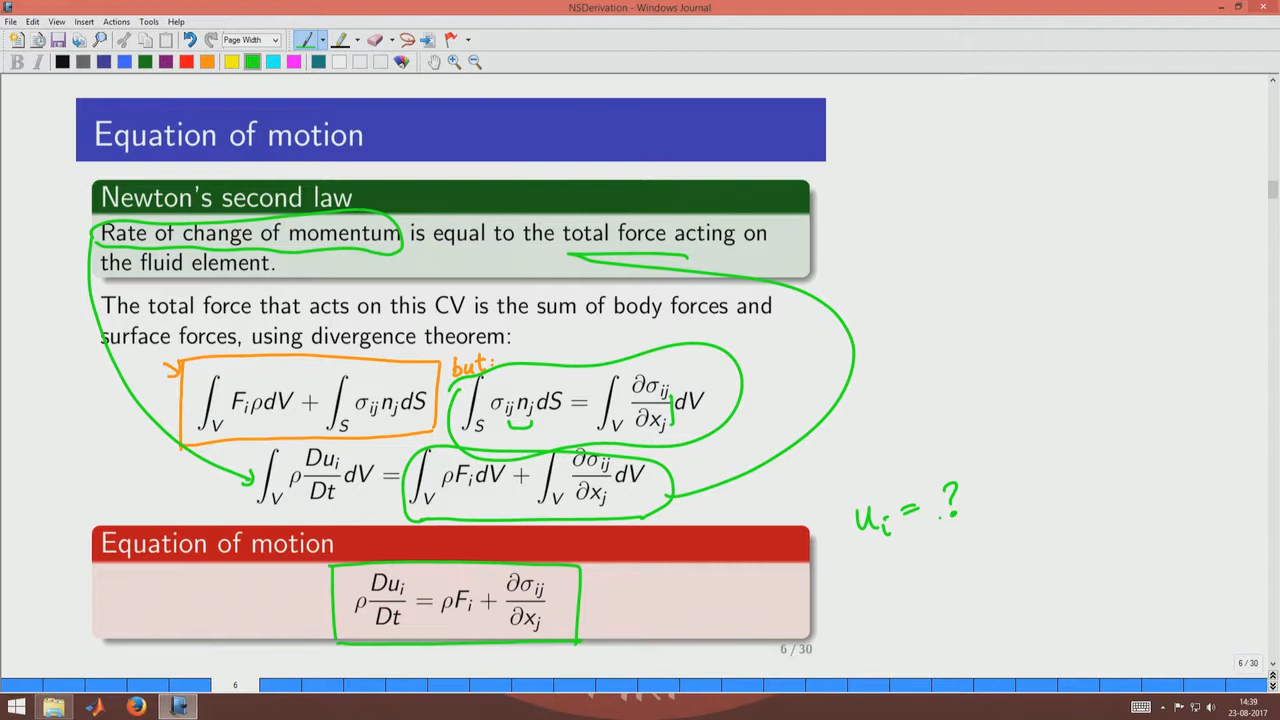 NSDerivation - Windows Journal
File Edit View Insert Actions Tools Help
Page Width
B I
Equation of motion
Newton's second law
Rate of change of momentum is equal to the total force acting on
the fluid element.
The total force that acts on this CV is the sum of body forces and
surface forces, using divergence theorem:
but:
∫_V F_i ρdV + ∫_S σ_ij n_j dS ∫_S σ_ij n_j dS = ∫_V ∂σ_ij/∂x_j dV
∫_V ρ Du_i/Dt dV = ∫_V ρF_i dV + ∫_V ∂σ_ij/∂x_j dV
u_i = ?
Equation of motion
ρ Du_i/Dt = ρF_i + ∂σ_ij/∂x_j
6 / 30
6 / 30
6
14:39
23-08-2017